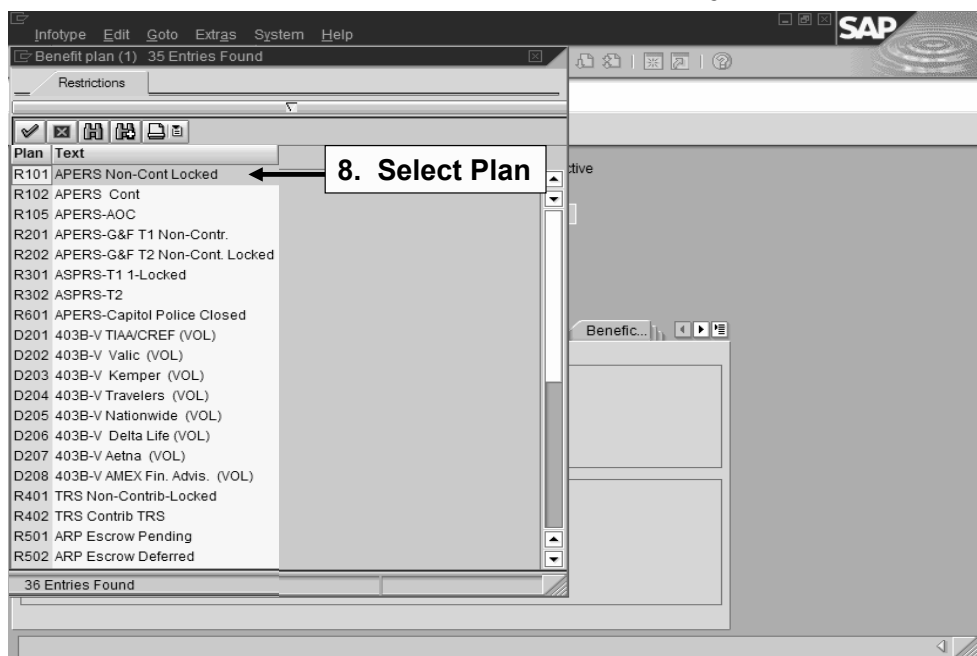 Infotype Edit Goto Extras System Help
SAP
Benefit plan (1) 35 Entries Found
Restrictions
Plan Text
8. Select Plan
ctive
R101 APERS Non-Cont Locked
R102 APERS Cont
R105 APERS-AOC
R201 APERS-G&F T1 Non-Contr.
R202 APERS-G&F T2 Non-Cont. Locked
R301 ASPRS-T1 1-Locked
R302 ASPRS-T2
R601 APERS-Capitol Police Closed
D201 403B-V TIAA/CREF (VOL)
Benefic...
D202 403B-V Valic (VOL)
D203 403B-V Kemper (VOL)
D204 403B-V Travelers (VOL)
D205 403B-V Nationwide (VOL)
D206 403B-V Delta Life (VOL)
D207 403B-V Aetna (VOL)
D208 403B-V AMEX Fin. Advis. (VOL)
R401 TRS Non-Contrib-Locked
R402 TRS Contrib TRS
R501 ARP Escrow Pending
R502 ARP Escrow Deferred
36 Entries Found